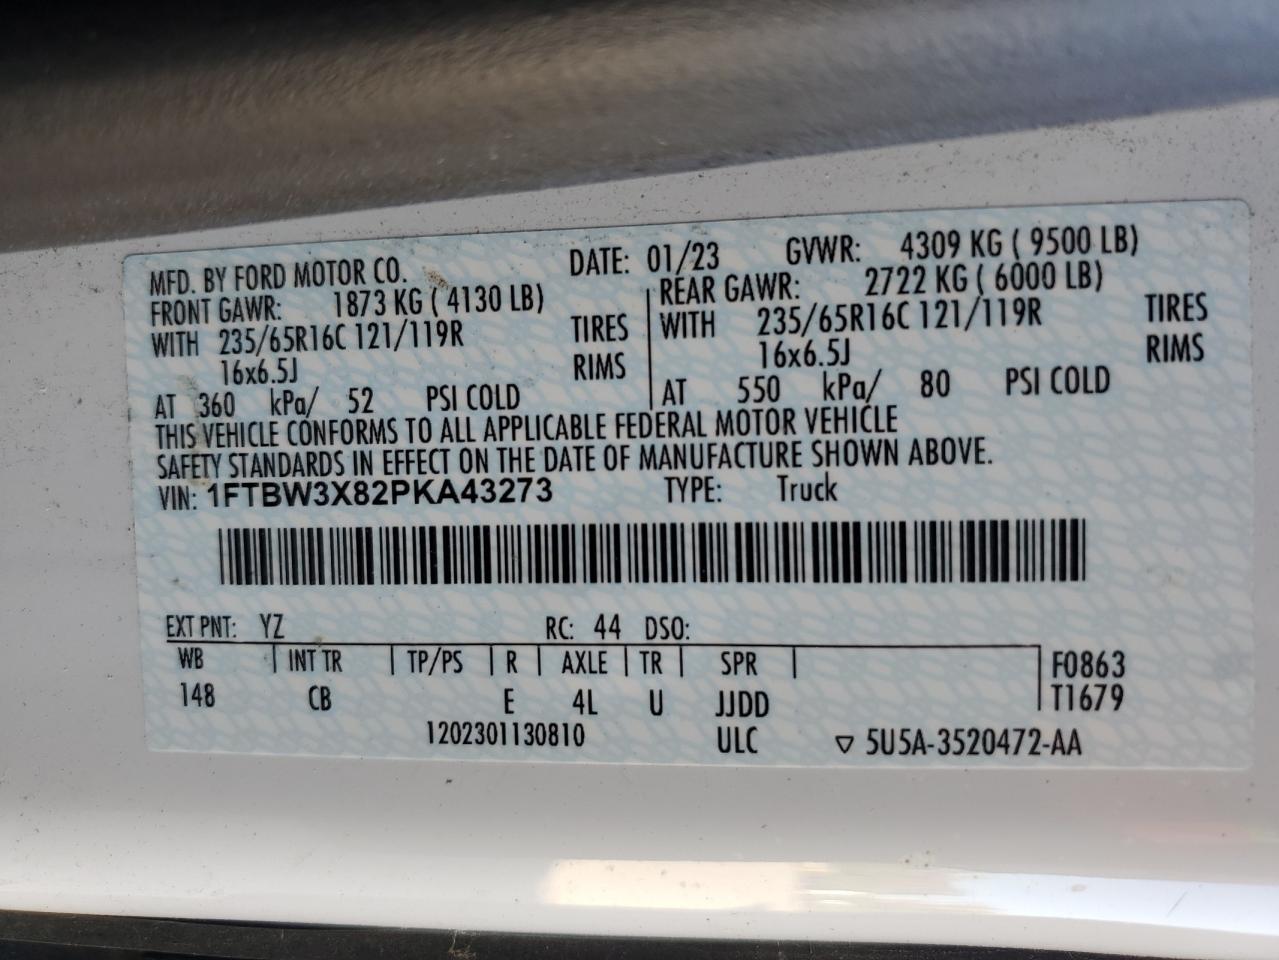 MFD. BY FORD MOTOR CO. DATE: 01/23 GVWR: 4309 KG ( 9500 LB)
FRONT GAWR: 1873 KG ( 4130 LB) REAR GAWR: 2722 KG ( 6000 LB)
WITH 235/65R16C 121/119R TIRES WITH 235/65R16C 121/119R TIRES
16x6.5J RIMS 16x6.5J RIMS
AT 360 kPa/ 52 PSI COLD AT 550 kPa/ 80 PSI COLD
THIS VEHICLE CONFORMS TO ALL APPLICABLE FEDERAL MOTOR VEHICLE
SAFETY STANDARDS IN EFFECT ON THE DATE OF MANUFACTURE SHOWN ABOVE.
VIN: 1FTBW3X82PKA43273 TYPE: Truck
EXT PNT: YZ RC: 44 DSO:
WB INT TR TP/PS R AXLE TR SPR F0863
148 CB E 4L U JJDD T1679
1202301130810 ULC ▽ 5U5A-3520472-AA